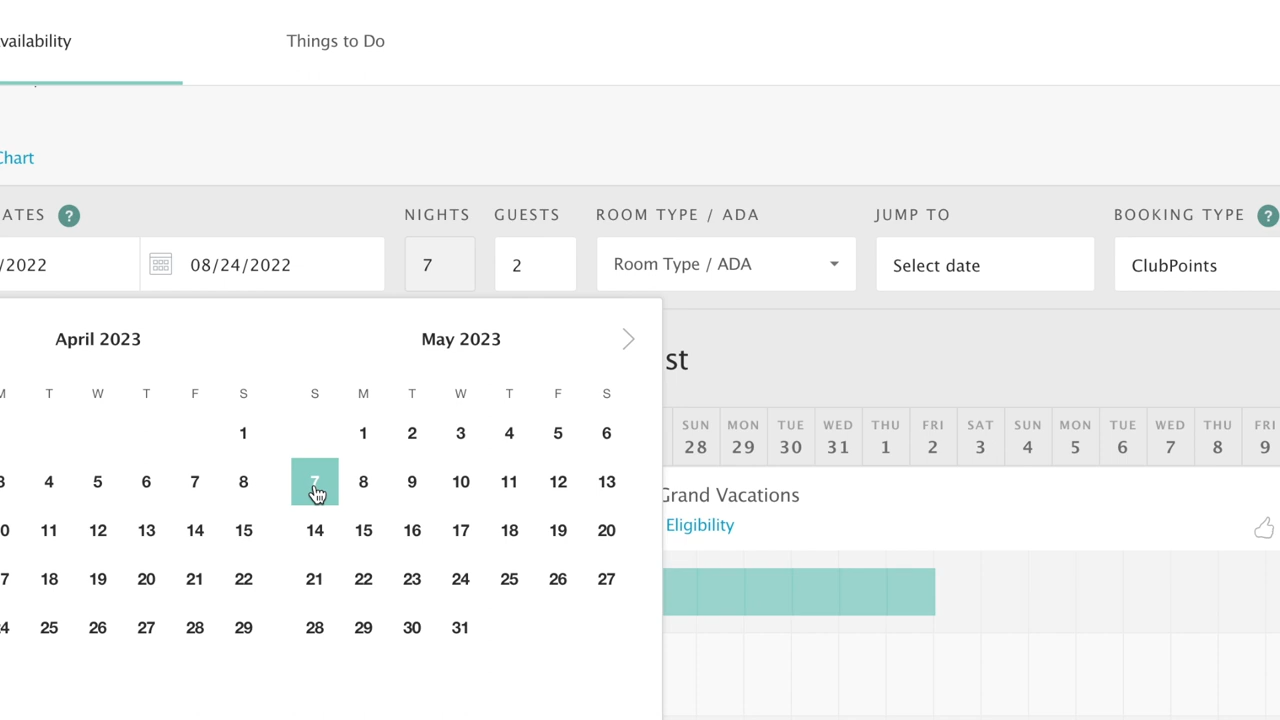 vailability
Things to Do
Chart
ATES ?
NIGHTS
GUESTS
ROOM TYPE / ADA
JUMP TO
BOOKING TYPE ?
/2022
08/24/2022
7
2
Room Type / ADA
Select date
ClubPoints
April 2023
May 2023
st
M T W T F S
S M T W T F S
1
1 2 3 4 5 6
3 4 5 6 7 8
7 8 9 10 11 12 13
0 11 12 13 14 15
14 15 16 17 18 19 20
7 18 19 20 21 22
21 22 23 24 25 26 27
24 25 26 27 28 29
28 29 30 31
SUN MON TUE WED THU FRI SAT SUN MON TUE WED THU FRI
28 29 30 31 1 2 3 4 5 6 7 8 9
Grand Vacations
Eligibility